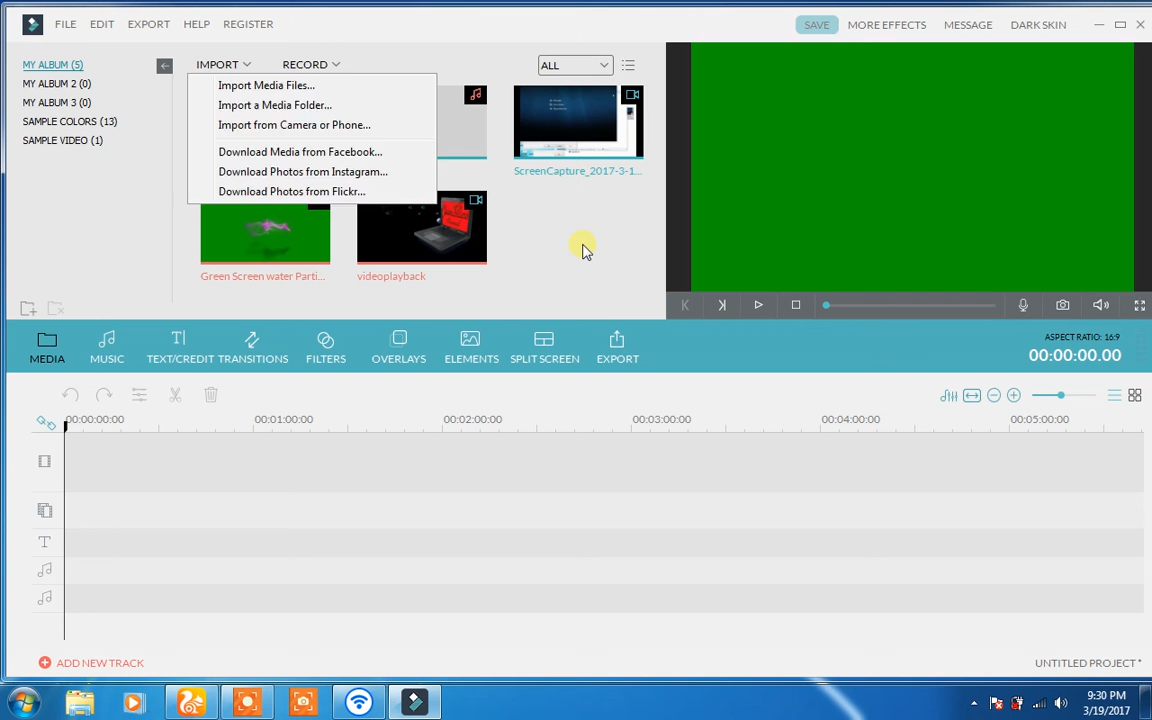 FILE EDIT EXPORT HELP REGISTER SAVE MORE EFFECTS MESSAGE DARK SKIN
MY ALBUM (5)
MY ALBUM 2 (0)
MY ALBUM 3 (0)
SAMPLE COLORS (13)
SAMPLE VIDEO (1)
IMPORT RECORD ALL
Import Media Files...
Import a Media Folder...
Import from Camera or Phone...
Download Media from Facebook...
Download Photos from Instagram...
Download Photos from Flickr...
ScreenCapture_2017-3-1...
Green Screen water Parti... videoplayback
MEDIA MUSIC TEXT/CREDIT TRANSITIONS FILTERS OVERLAYS ELEMENTS SPLIT SCREEN EXPORT
ASPECT RATIO: 16:9
00:00:00.00
00:00:00:00 00:01:00:00 00:02:00:00 00:03:00:00 00:04:00:00 00:05:00:00
T
ADD NEW TRACK UNTITLED PROJECT *
9:30 PM
3/19/2017